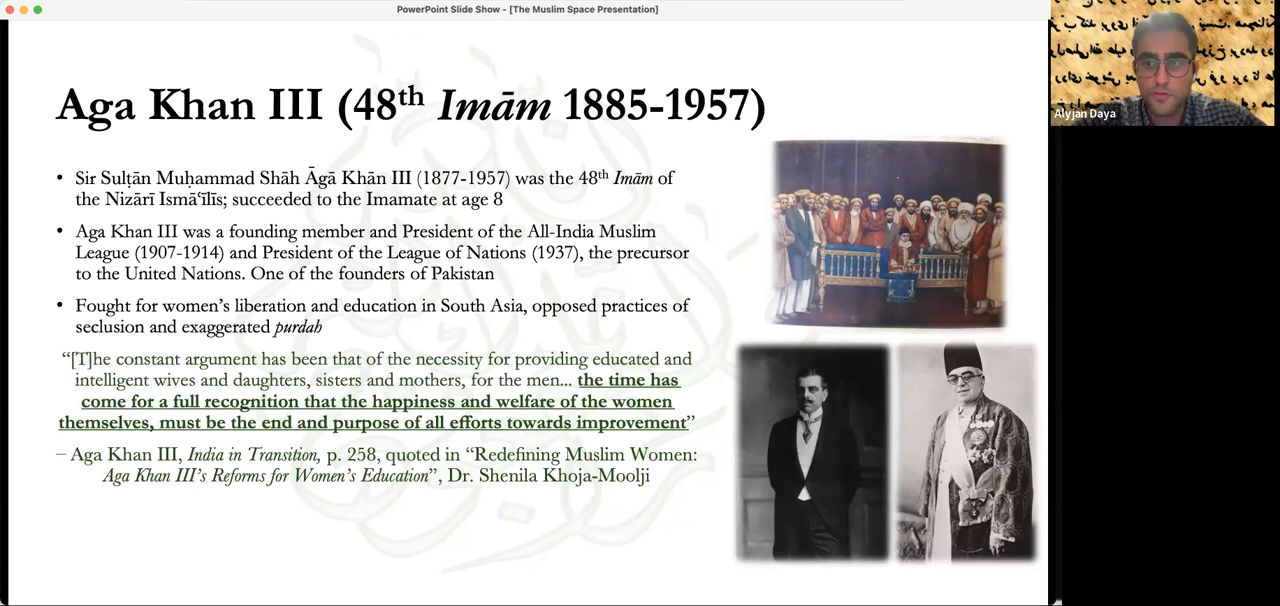 PowerPoint Slide Show - [The Muslim Space Presentation]
Aga Khan III (48th Imām 1885-1957)
• Sir Sulṭān Muḥammad Shāh Āgā Khān III (1877-1957) was the 48th Imām of
the Nizārī Ismāʿīlīs; succeeded to the Imamate at age 8
• Aga Khan III was a founding member and President of the All-India Muslim
League (1907-1914) and President of the League of Nations (1937), the precursor
to the United Nations. One of the founders of Pakistan
• Fought for women’s liberation and education in South Asia, opposed practices of
seclusion and exaggerated purdah
“[T]he constant argument has been that of the necessity for providing educated and
intelligent wives and daughters, sisters and mothers, for the men... the time has
come for a full recognition that the happiness and welfare of the women
themselves, must be the end and purpose of all efforts towards improvement”
– Aga Khan III, India in Transition, p. 258, quoted in “Redefining Muslim Women:
Aga Khan III’s Reforms for Women’s Education”, Dr. Shenila Khoja-Moolji
Alyjan Daya